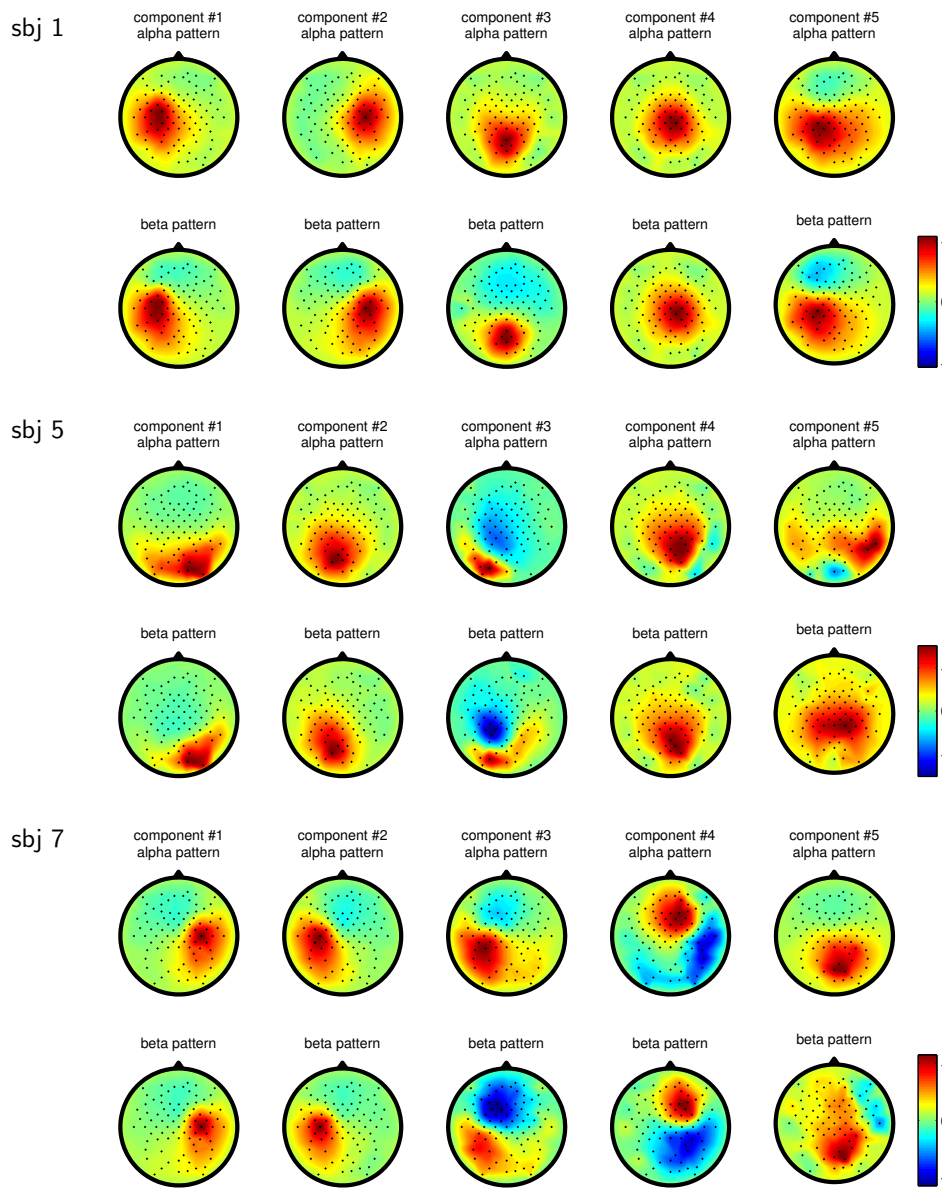 sbj 1
component #1 component #2 component #3 component #4 component #5
alpha pattern alpha pattern alpha pattern alpha pattern alpha pattern
beta pattern beta pattern beta pattern beta pattern beta pattern
sbj 5
component #1 component #2 component #3 component #4 component #5
alpha pattern alpha pattern alpha pattern alpha pattern alpha pattern
beta pattern beta pattern beta pattern beta pattern beta pattern
sbj 7
component #1 component #2 component #3 component #4 component #5
alpha pattern alpha pattern alpha pattern alpha pattern alpha pattern
beta pattern beta pattern beta pattern beta pattern beta pattern